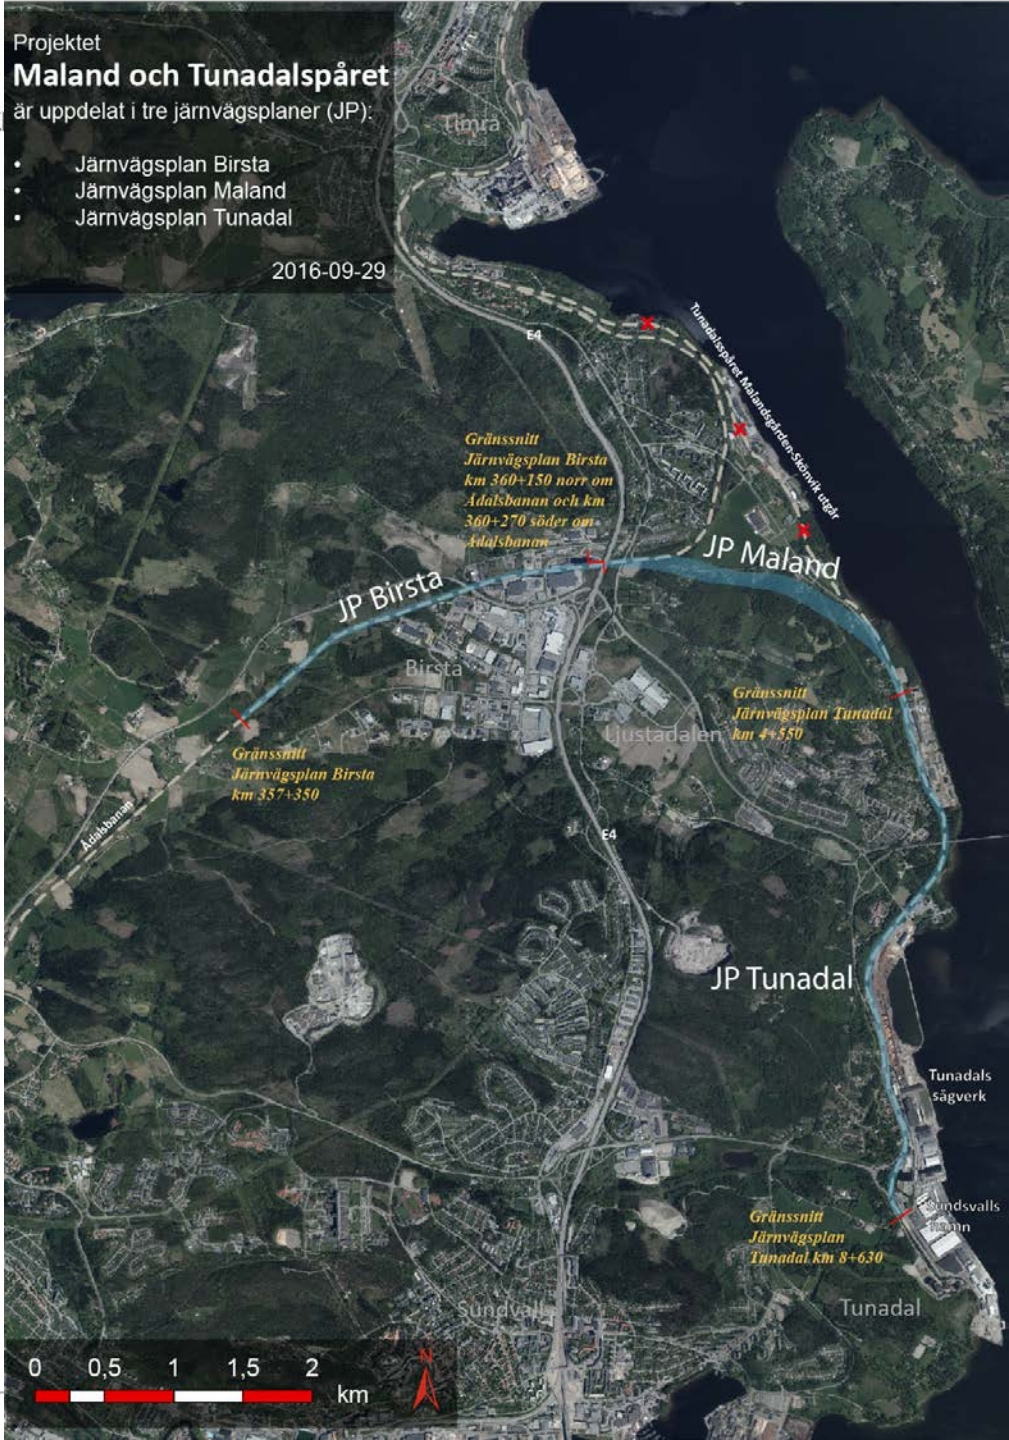 Projektet
Maland och Tunadalspåret
är uppdelat i tre järnvägsplaner (JP):
• Järnvägsplan Birsta
• Järnvägsplan Maland
• Järnvägsplan Tunadal
2016-09-29
Timrå
E4
Tunadalsspåret Malandsgården-Skönvik utgår
Gränssnitt
Järnvägsplan Birsta
km 360+150 norr om
Ådalsbanan och km
360+270 söder om
Ådalsbanan
JP Maland
JP Birsta
Birsta
Gränssnitt
Järnvägsplan Tunadal
km 4+550
Ljustadalen
Gränssnitt
Järnvägsplan Birsta
km 357+350
Ådalsbanan
E4
JP Tunadal
Tunadals
sågverk
Sundsvalls
hamn
Gränssnitt
Järnvägsplan
Tunadal km 8+630
Sundvall
Tunadal
0 0,5 1 1,5 2
km
N